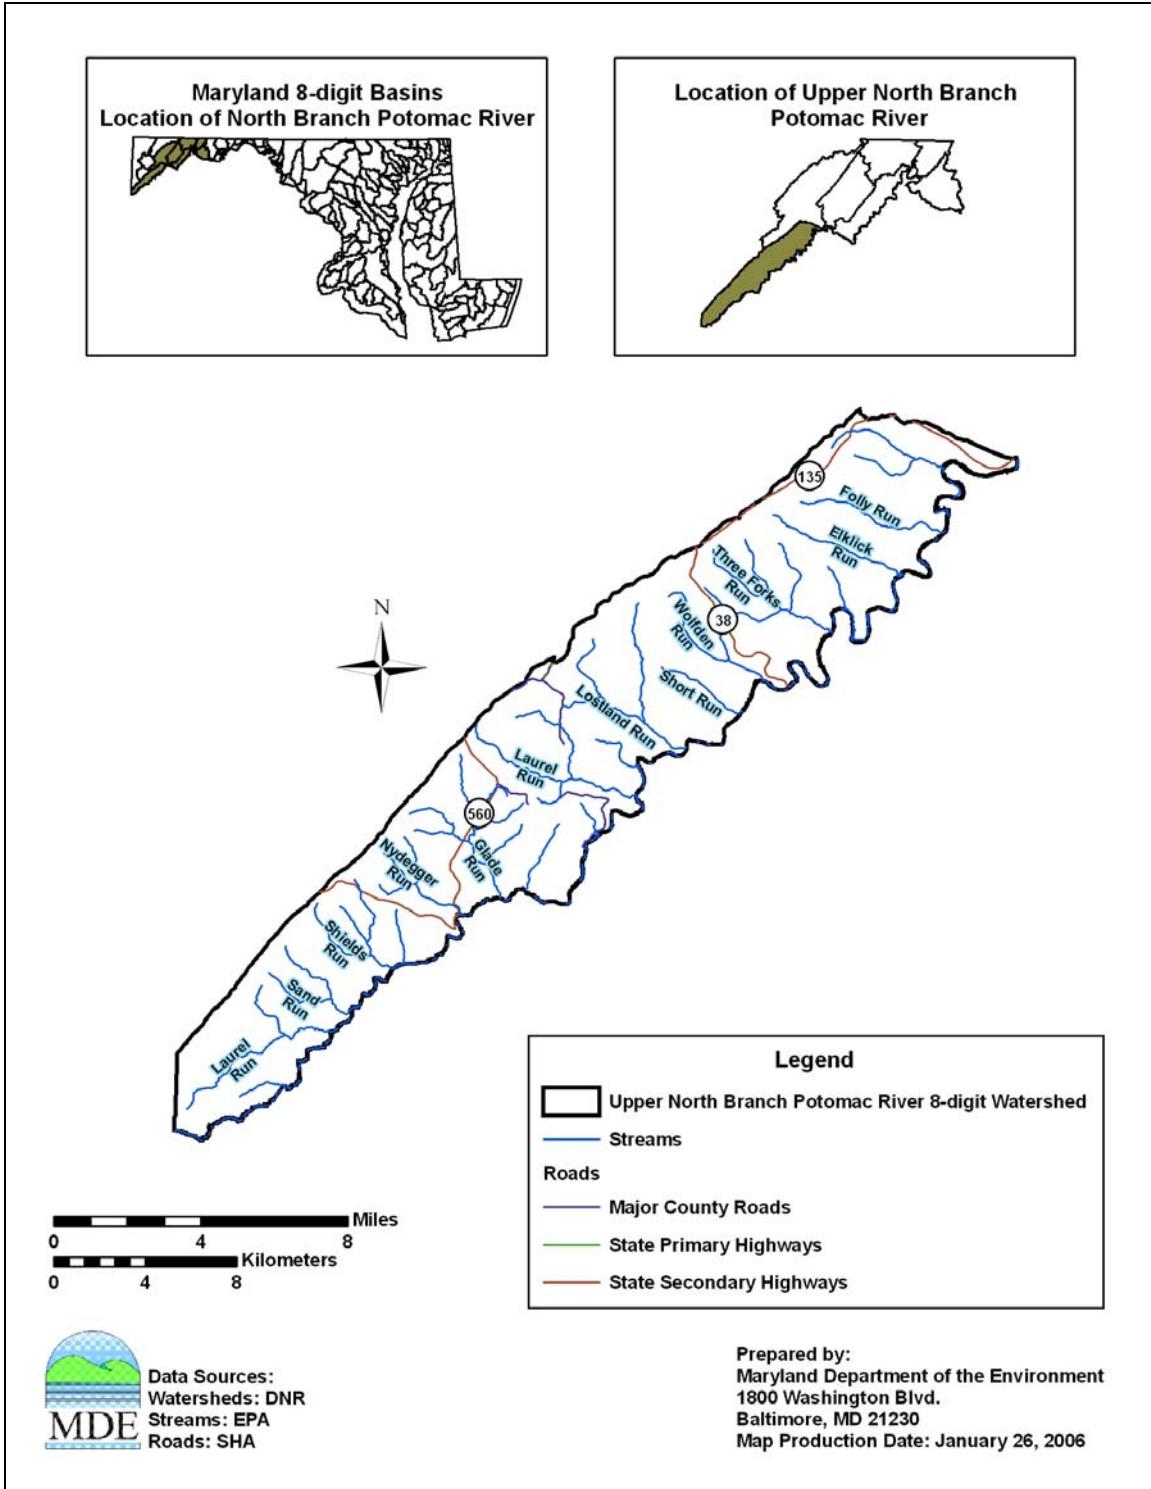 Maryland 8-digit Basins
Location of North Branch Potomac River
Location of Upper North Branch
Potomac River
135
Folly Run
Elklick
Run
Three Forks
Run
38
Wolfden
Run
Short Run
N
Lostland Run
Laurel
Run
560
Glade
Run
Nydegger
Run
Shields
Run
Sand
Run
Laurel
Run
Legend
Upper North Branch Potomac River 8-digit Watershed
Streams
Roads
Major County Roads
State Primary Highways
State Secondary Highways
Miles
0 4 8
Kilometers
0 4 8
MDE
Data Sources:
Watersheds: DNR
Streams: EPA
Roads: SHA
Prepared by:
Maryland Department of the Environment
1800 Washington Blvd.
Baltimore, MD 21230
Map Production Date: January 26, 2006